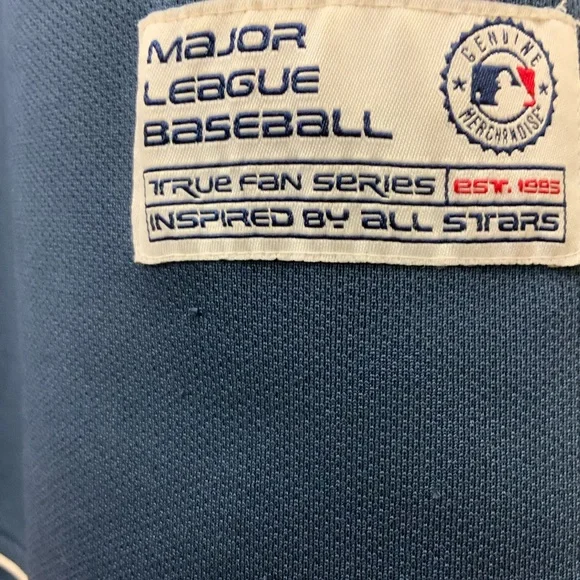 Major
League
Baseball
GENUINE
MERCHANDISE
True Fan Series est. 1995
Inspired by all stars